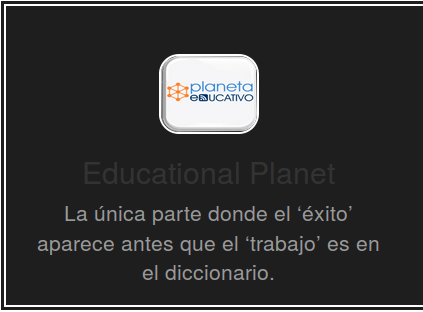 planeta
eDUCATIVO
Educational Planet
La única parte donde el ‘éxito’
aparece antes que el ‘trabajo’ es en
el diccionario.